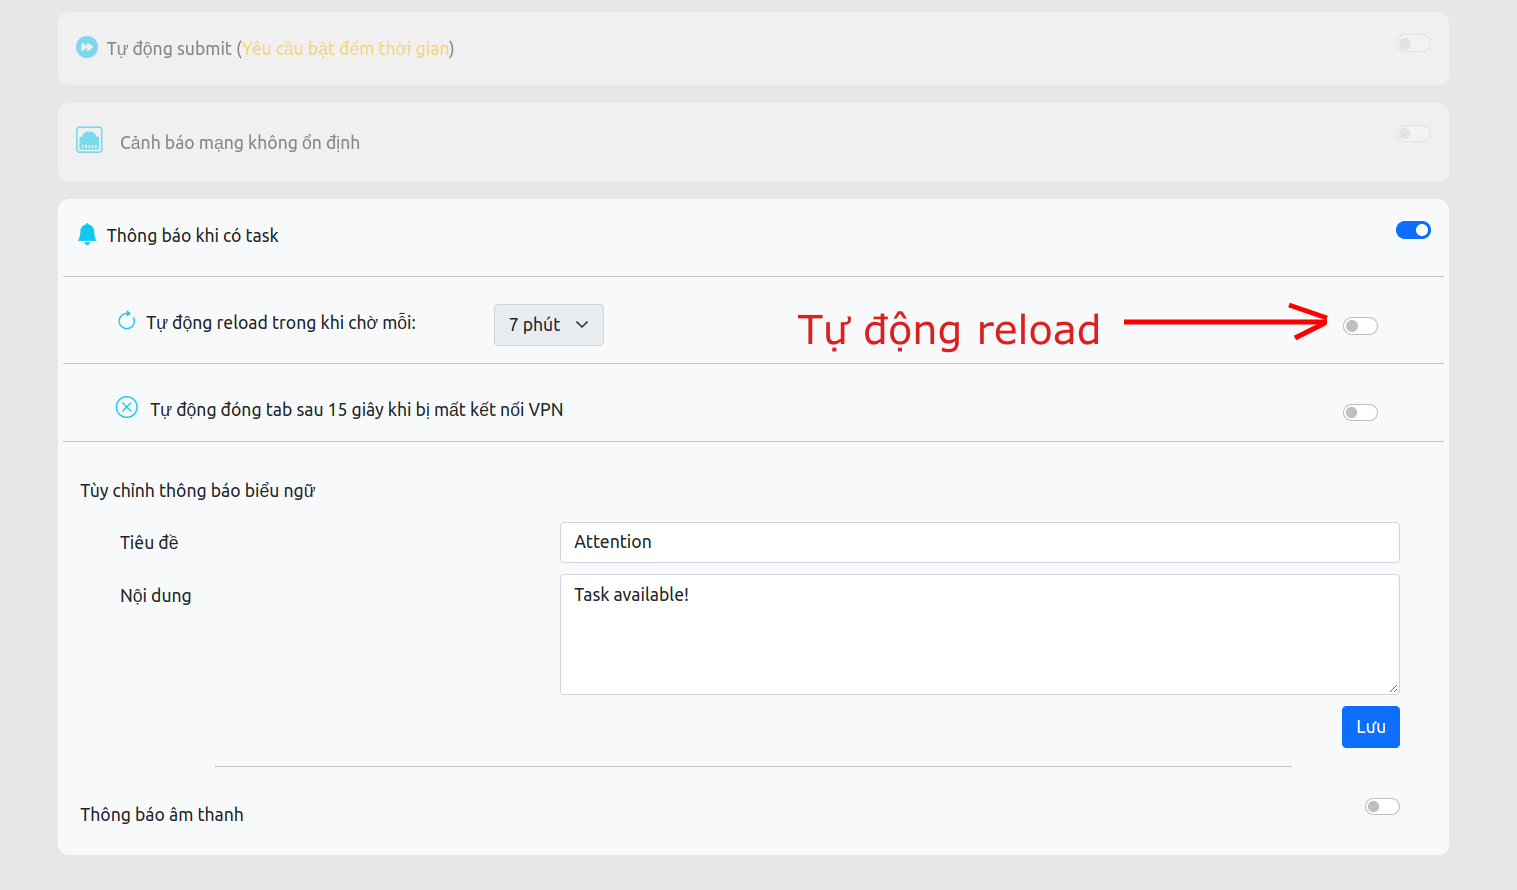 Tự động submit (Yêu cầu bật đếm thời gian)
Cảnh báo mạng không ổn định
Thông báo khi có task
Tự động reload trong khi chờ mỗi: 7 phút Tự động reload
Tự động đóng tab sau 15 giây khi bị mất kết nối VPN
Tùy chỉnh thông báo biểu ngữ
Tiêu đề Attention
Nội dung Task available!
Lưu
Thông báo âm thanh